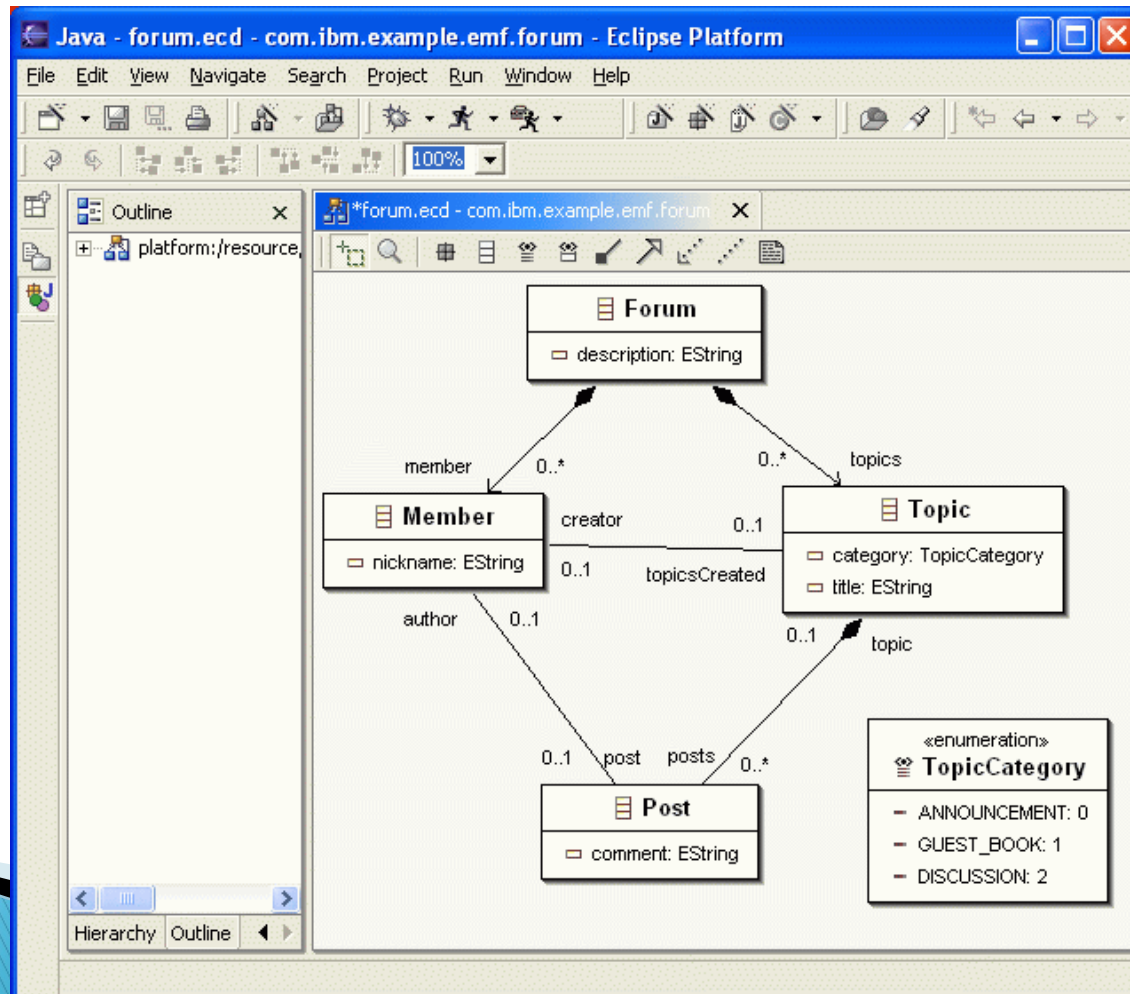 Java - forum.ecd - com.ibm.example.emf.forum - Eclipse Platform
File Edit View Navigate Search Project Run Window Help
100%
Outline
platform:/resource,
*forum.ecd - com.ibm.example.emf.forum
Forum
description: EString
member
0..*
0..*
topics
Member
nickname: EString
creator
0..1
0..1
topicsCreated
Topic
category: TopicCategory
title: EString
author
0..1
0..1
topic
0..1
post
posts
0..*
Post
comment: EString
«enumeration»
TopicCategory
ANNOUNCEMENT: 0
GUEST_BOOK: 1
DISCUSSION: 2
Hierarchy Outline